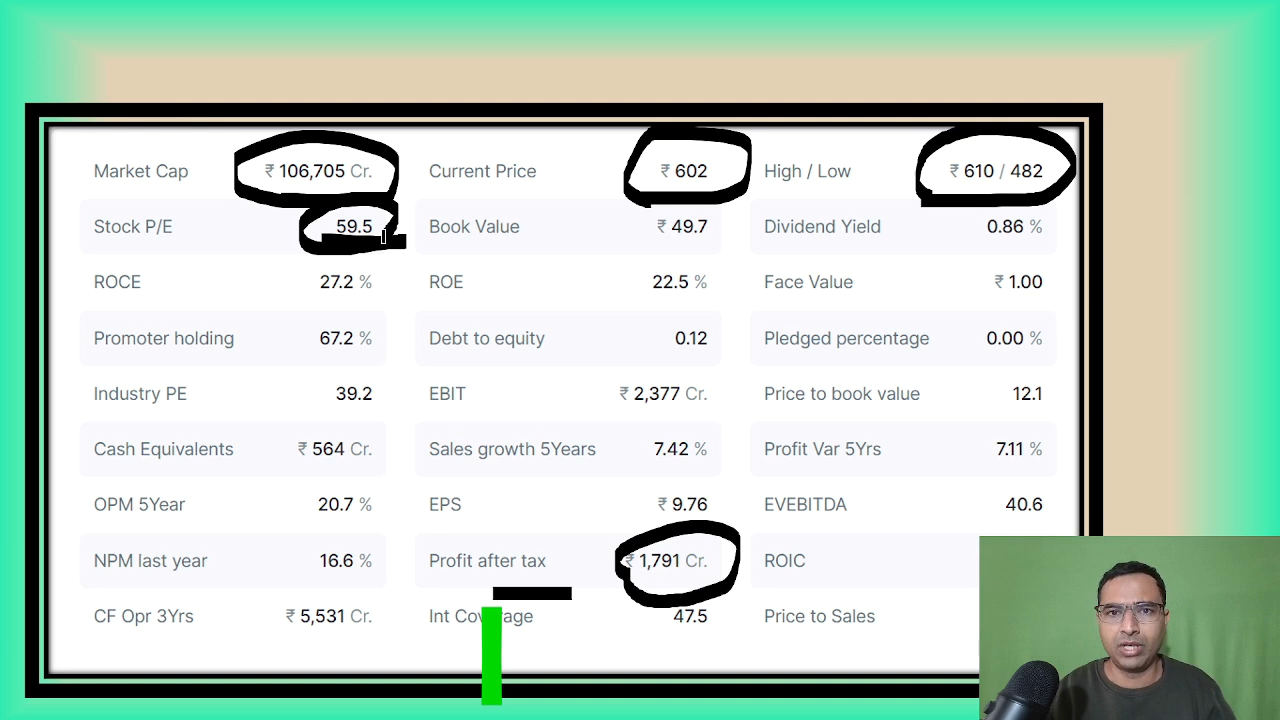 Market Cap ₹ 106,705 Cr. Current Price ₹ 602 High / Low ₹ 610 / 482
Stock P/E 59.5 Book Value ₹ 49.7 Dividend Yield 0.86 %
ROCE 27.2 % ROE 22.5 % Face Value ₹ 1.00
Promoter holding 67.2 % Debt to equity 0.12 Pledged percentage 0.00 %
Industry PE 39.2 EBIT ₹ 2,377 Cr. Price to book value 12.1
Cash Equivalents ₹ 564 Cr. Sales growth 5Years 7.42 % Profit Var 5Yrs 7.11 %
OPM 5Year 20.7 % EPS ₹ 9.76 EVEBITDA 40.6
NPM last year 16.6 % Profit after tax ₹ 1,791 Cr. ROIC
CF Opr 3Yrs ₹ 5,531 Cr. Int Coverage 47.5 Price to Sales